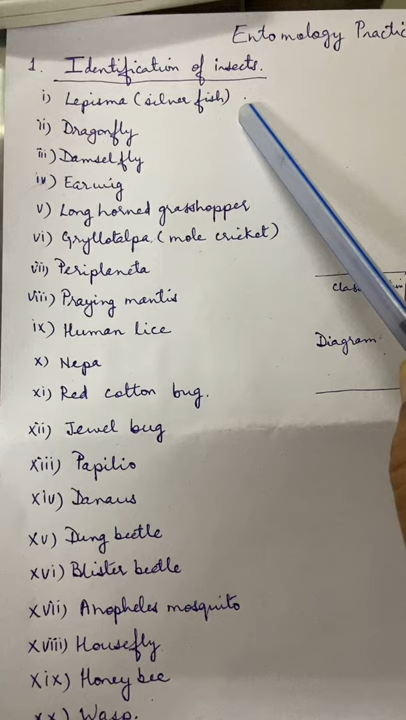 Entomology Practic
1. Identification of insects.
i) Lepisma (silver fish)
ii) Dragonfly
iii) Damselfly
iv) Earwig
v) Long horned grasshopper
vi) Gryllotalpa (mole cricket)
vii) Periplaneta
viii) Praying mantis
ix) Human lice
x) Nepa
xi) Red cotton bug.
xii) Jewel bug
xiii) Papilio
xiv) Danaus
xv) Dung beetle
xvi) Blister beetle
xvii) Anopheles mosquito
xviii) Housefly
xix) Honey bee
xx) Wasp.
Diagram